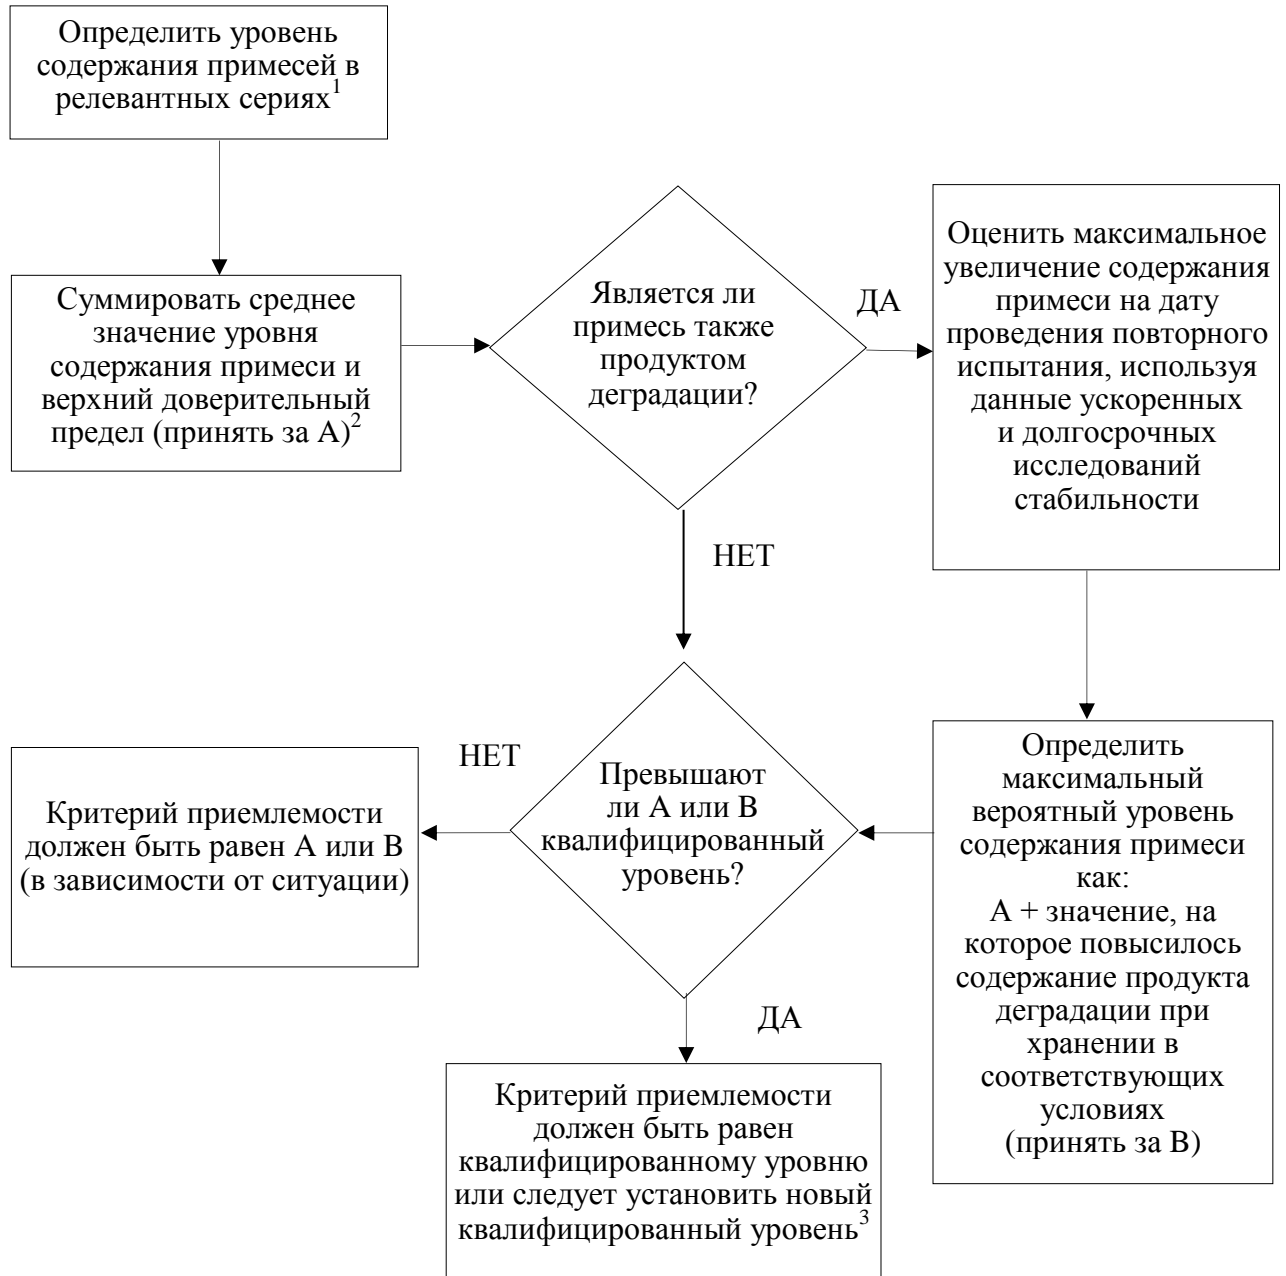 Определить уровень
содержания примесей в
релевантных сериях1
Суммировать среднее
значение уровня
содержания примеси и
верхний доверительный
предел (принять за А)2
Является ли
примесь также
продуктом
деградации?
ДА
Оценить максимальное
увеличение содержания
примеси на дату
проведения повторного
испытания, используя
данные ускоренных
и долгосрочных
исследований
стабильности
НЕТ
Определить
максимальный
вероятный уровень
содержания примеси
как:
А + значение, на
которое повысилось
содержание продукта
деградации при
хранении в
соответствующих
условиях
(принять за В)
Превышают
ли А или В
квалифицированный
уровень?
НЕТ
Критерий приемлемости
должен быть равен А или В
(в зависимости от ситуации)
ДА
Критерий приемлемости
должен быть равен
квалифицированному уровню
или следует установить новый
квалифицированный уровень3